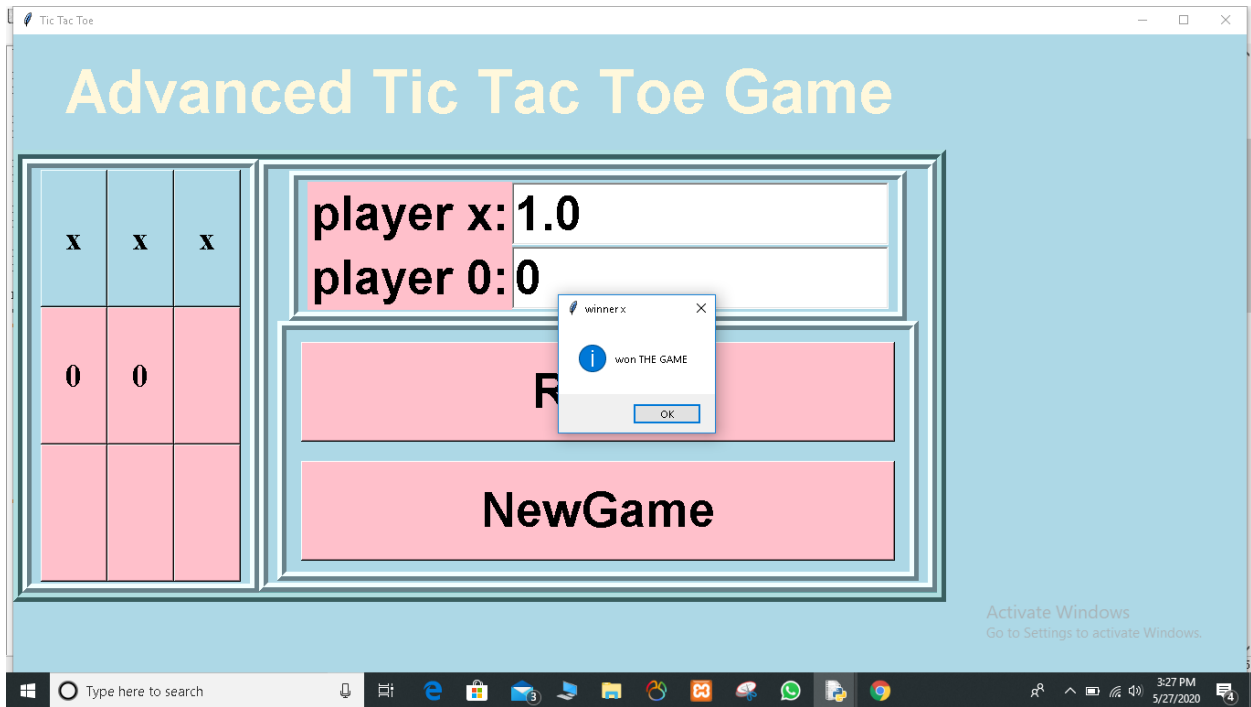 Tic Tac Toe
Advanced Tic Tac Toe Game
x x x
0 0
player x: 1.0
player 0: 0
winner x
won THE GAME
OK
NewGame
Activate Windows
Go to Settings to activate Windows.
Type here to search
3
3:27 PM
5/27/2020
4